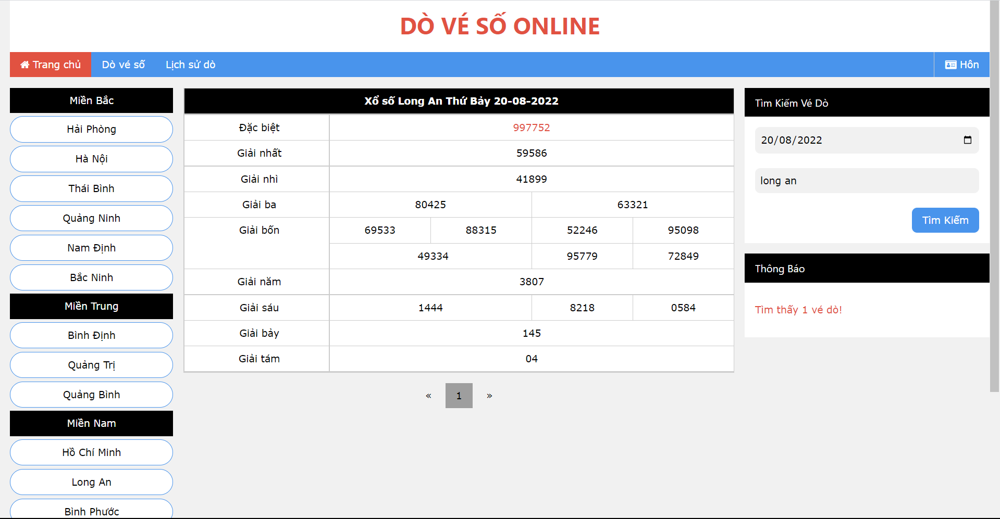 DÒ VÉ SỐ ONLINE
Trang chủ
Dò vé số
Lịch sử dò
Hôn
Miền Bắc
Hải Phòng
Hà Nội
Thái Bình
Quảng Ninh
Nam Định
Bắc Ninh
Miền Trung
Bình Định
Quảng Trị
Quảng Bình
Miền Nam
Hồ Chí Minh
Long An
Bình Phước
Xổ số Long An Thứ Bảy 20-08-2022
Đặc biệt 997752
Giải nhất 59586
Giải nhì 41899
Giải ba 80425 63321
Giải bốn 69533 88315 52246 95098
49334 95779 72849
Giải năm 3807
Giải sáu 1444 8218 0584
Giải bảy 145
Giải tám 04
« 1 »
Tìm Kiếm Vé Dò
20/08/2022
long an
Tìm Kiếm
Thông Báo
Tìm thấy 1 vé dò!